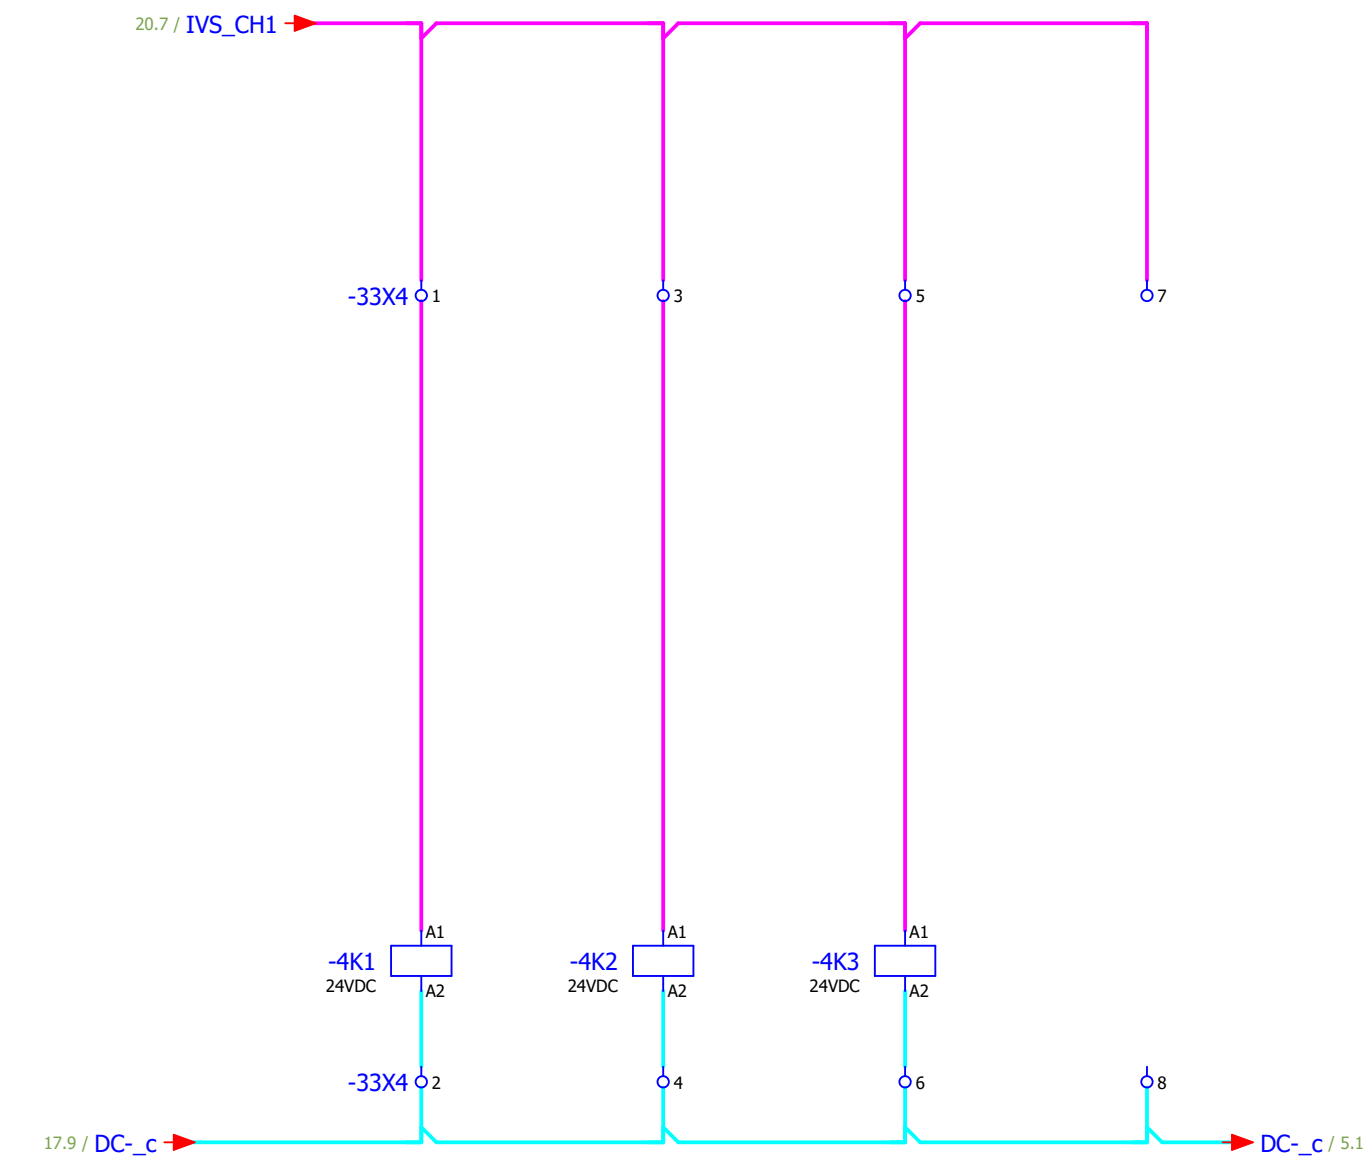 20.7 / IVS_CH1
-33X4 1 3 5 7
A1 A1 A1
-4K1 -4K2 -4K3
24VDC 24VDC 24VDC
A2 A2 A2
-33X4 2 4 6 8
17.9 / DC-_c DC-_c / 5.1